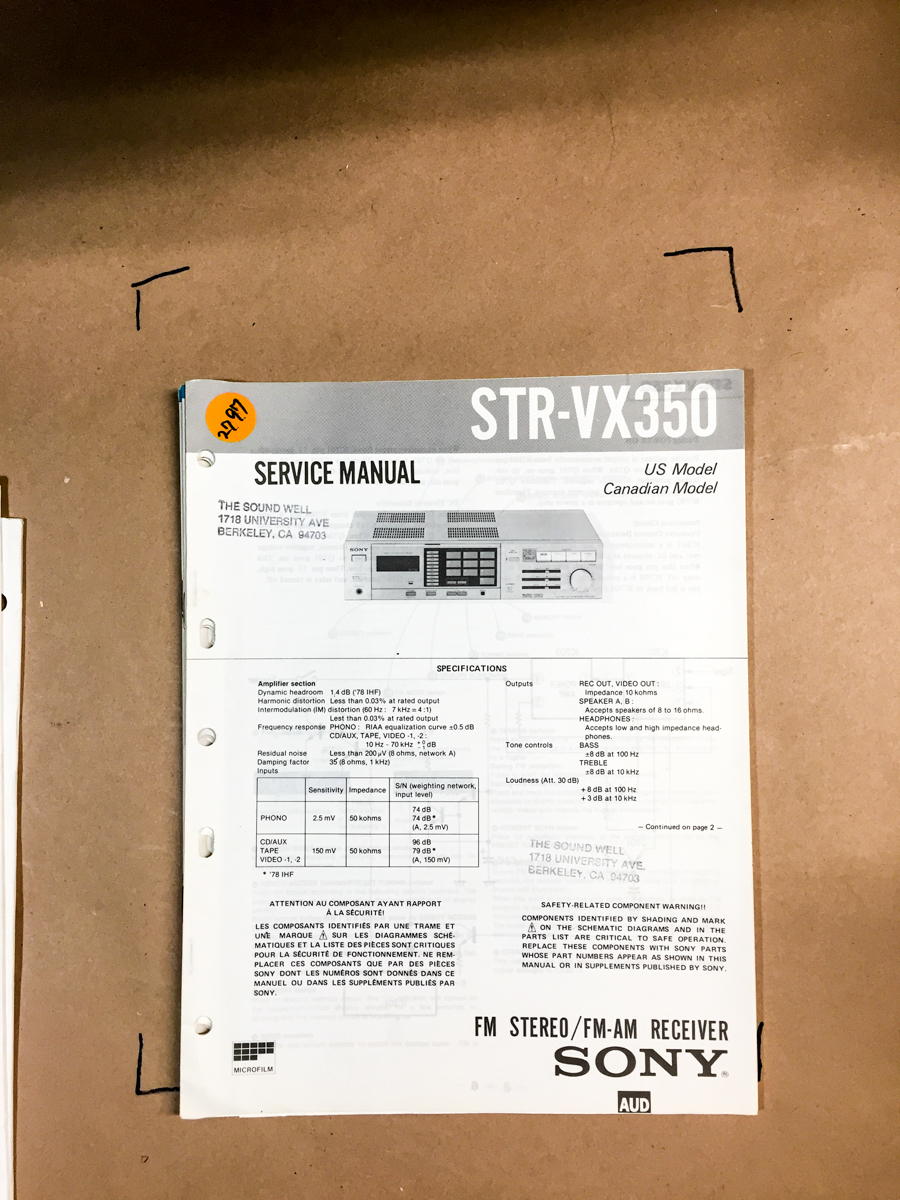 STR-VX350
2797
SERVICE MANUAL
US Model
Canadian Model
THE SOUND WELL
1718 UNIVERSITY AVE
BERKELEY, CA 94703
SONY
SPECIFICATIONS
Amplifier section
Dynamic headroom 1.4 dB ('78 IHF)
Harmonic distortion Less than 0.03% at rated output
Intermodulation (IM) distortion (60 Hz : 7 kHz = 4 :1)
Less than 0.03% at rated output
Frequency response PHONO : RIAA equalization curve ±0.5 dB
CD/AUX, TAPE, VIDEO -1, -2 :
10 Hz - 70 kHz dB
Residual noise Less than 200 µV (8 ohms, network A)
Damping factor 35 (8 ohms, 1 kHz)
Inputs
Sensitivity Impedance S/N (weighting network,
input level)
PHONO 2.5 mV 50 kohms 74 dB
74 dB*
(A, 2.5 mV)
CD/AUX
TAPE
VIDEO -1, -2
150 mV 50 kohms 96 dB
79 dB*
(A, 150 mV)
* '78 IHF
Outputs REC OUT, VIDEO OUT :
Impedance 10 kohms
SPEAKER A, B :
Accepts speakers of 8 to 16 ohms.
HEADPHONES :
Accepts low and high impedance head-
phones.
Tone controls BASS
±8 dB at 100 Hz
TREBLE
±8 dB at 10 kHz
Loudness (Att. 30 dB)
+ 8 dB at 100 Hz
+ 3 dB at 10 kHz
— Continued on page 2 —
THE SOUND WELL
1718 UNIVERSITY AVE.
BERKELEY, CA 94703
ATTENTION AU COMPOSANT AYANT RAPPORT
À LA SÉCURITÉ!
LES COMPOSANTS IDENTIFIÉS PAR UNE TRAME ET
UNE MARQUE ⚠ SUR LES DIAGRAMMES SCHÉ-
MATIQUES ET LA LISTE DES PIÈCES SONT CRITIQUES
POUR LA SÉCURITÉ DE FONCTIONNEMENT. NE REM-
PLACER CES COMPOSANTS QUE PAR DES PIÈCES
SONY DONT LES NUMÉROS SONT DONNÉS DANS CE
MANUEL OU DANS LES SUPPLÉMENTS PUBLIÉS PAR
SONY.
SAFETY-RELATED COMPONENT WARNING!!
COMPONENTS IDENTIFIED BY SHADING AND MARK
⚠ ON THE SCHEMATIC DIAGRAMS AND IN THE
PARTS LIST ARE CRITICAL TO SAFE OPERATION.
REPLACE THESE COMPONENTS WITH SONY PARTS
WHOSE PART NUMBERS APPEAR AS SHOWN IN THIS
MANUAL OR IN SUPPLEMENTS PUBLISHED BY SONY.
FM STEREO/FM-AM RECEIVER
SONY®
MICROFILM
AUD